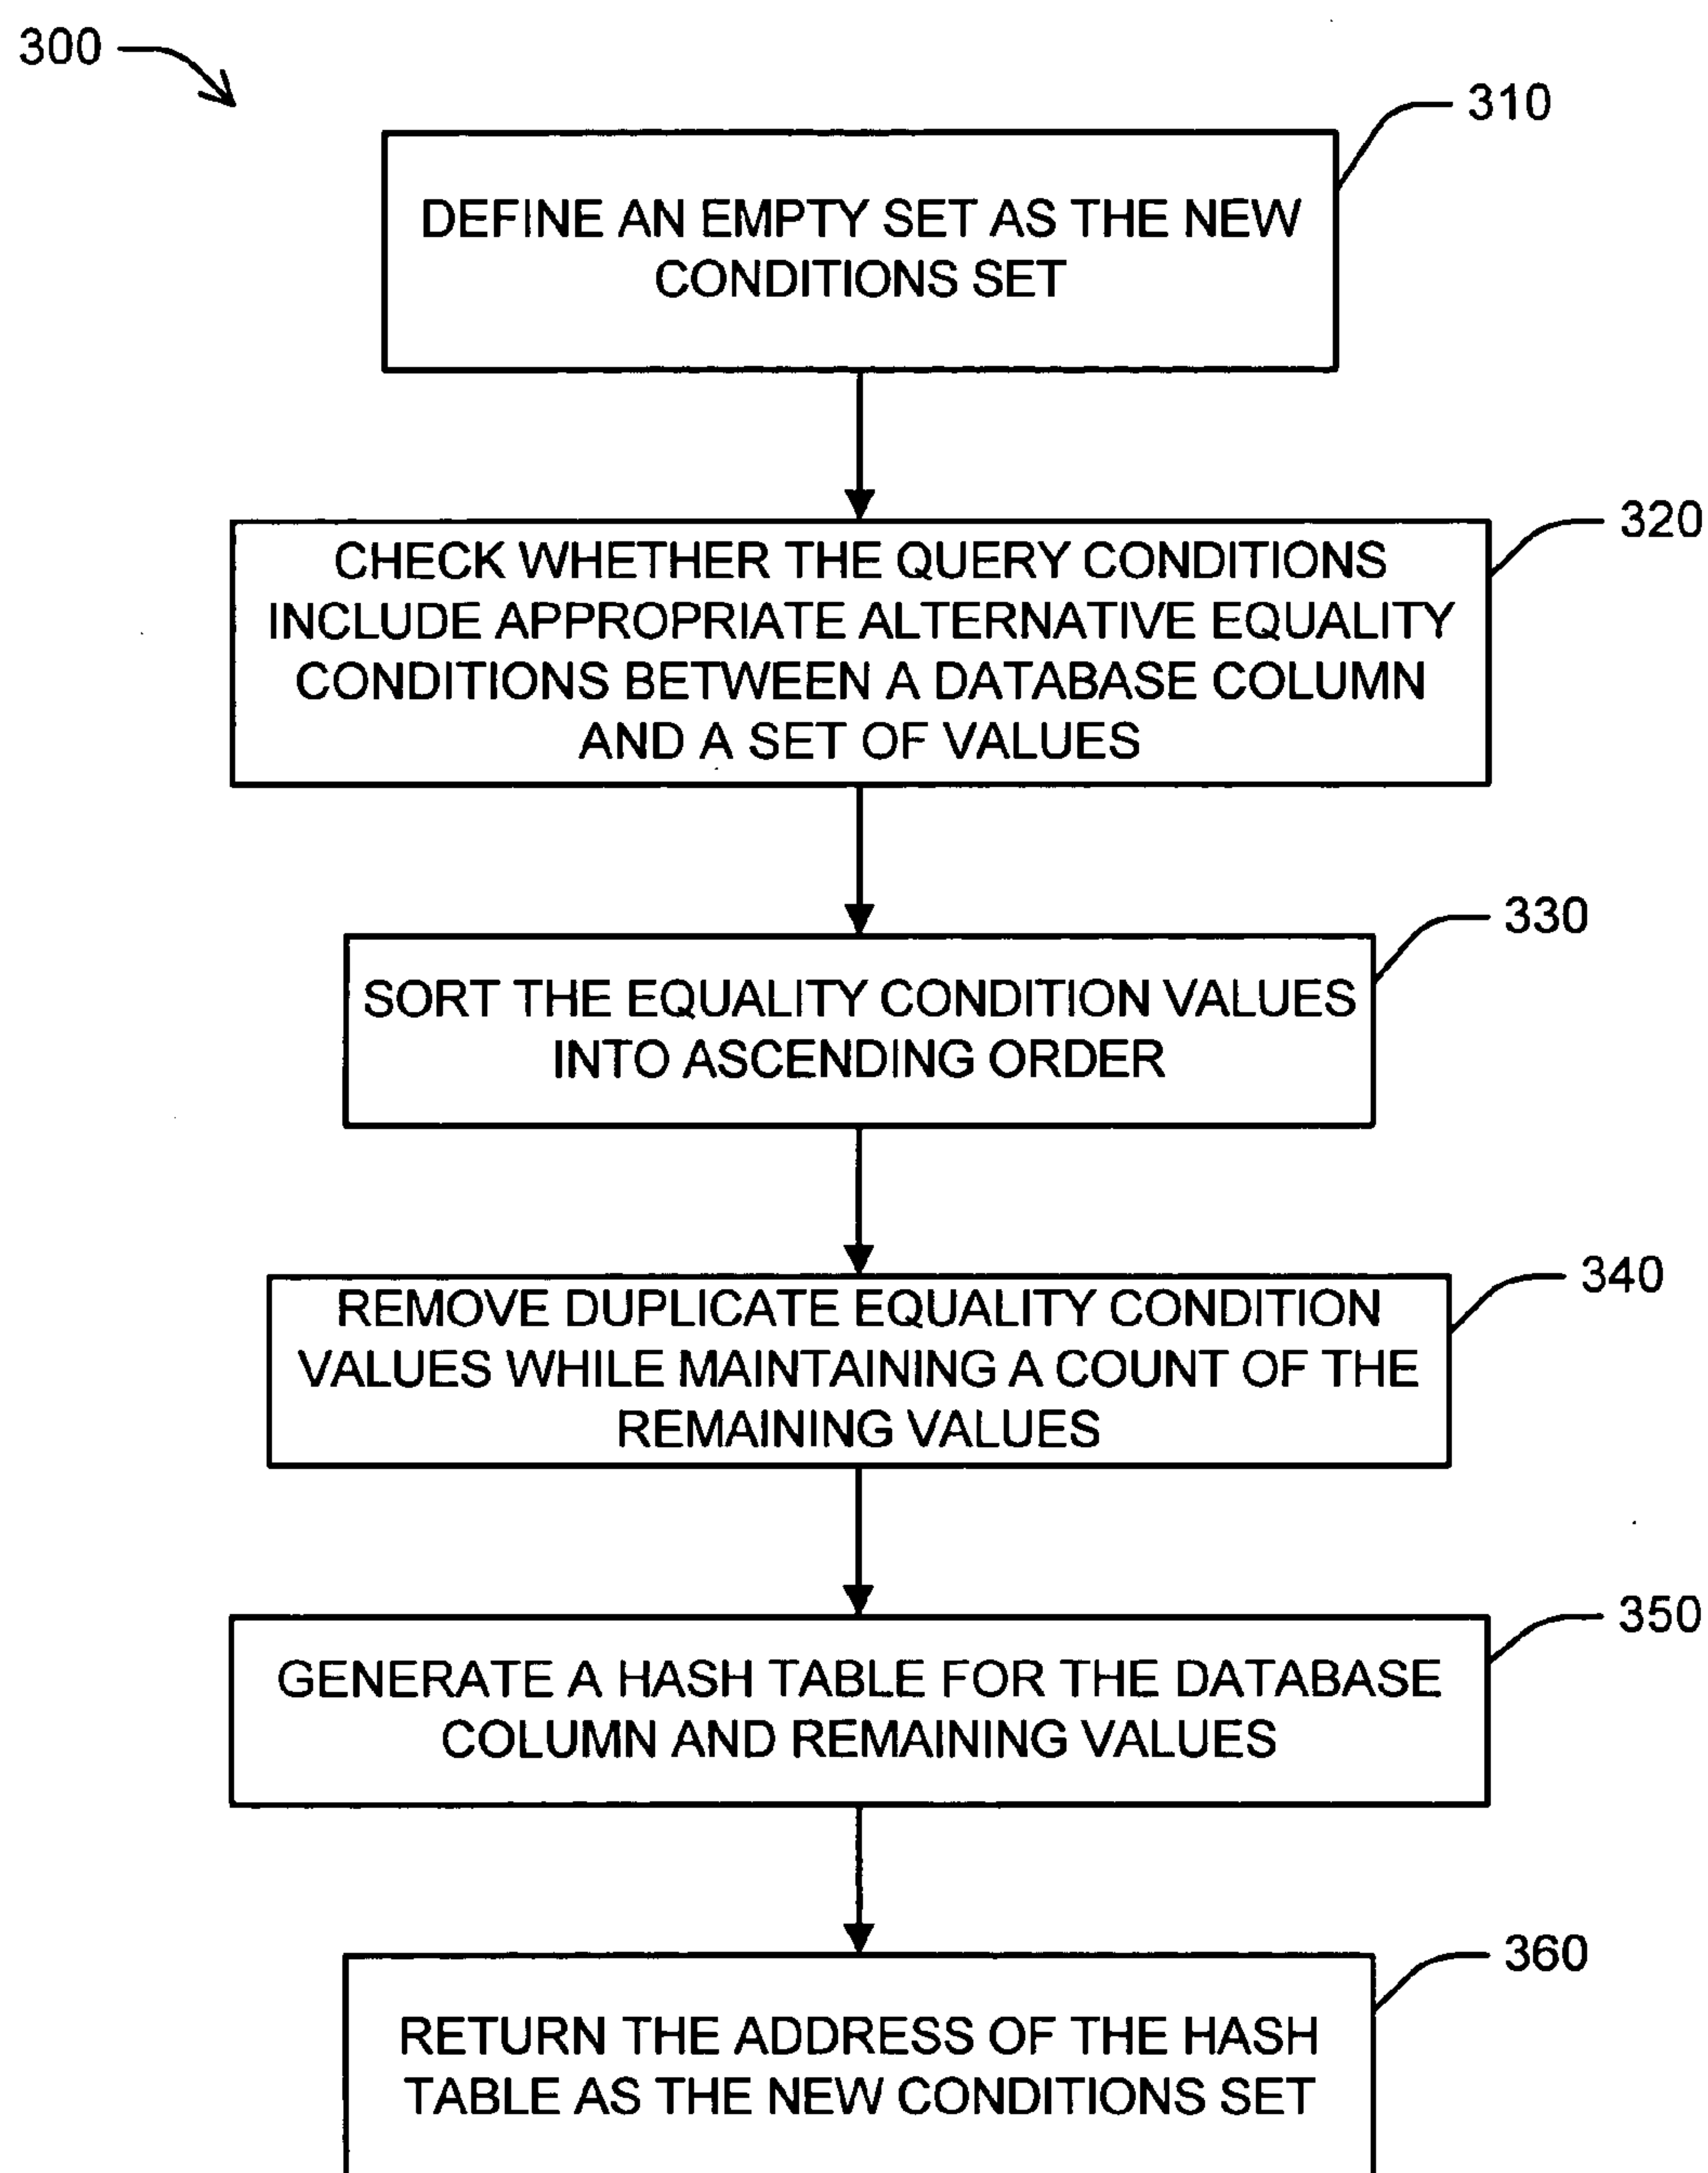 300
310
DEFINE AN EMPTY SET AS THE NEW
CONDITIONS SET
320
CHECK WHETHER THE QUERY CONDITIONS
INCLUDE APPROPRIATE ALTERNATIVE EQUALITY
CONDITIONS BETWEEN A DATABASE COLUMN
AND A SET OF VALUES
330
SORT THE EQUALITY CONDITION VALUES
INTO ASCENDING ORDER
340
REMOVE DUPLICATE EQUALITY CONDITION
VALUES WHILE MAINTAINING A COUNT OF THE
REMAINING VALUES
350
GENERATE A HASH TABLE FOR THE DATABASE
COLUMN AND REMAINING VALUES
360
RETURN THE ADDRESS OF THE HASH
TABLE AS THE NEW CONDITIONS SET